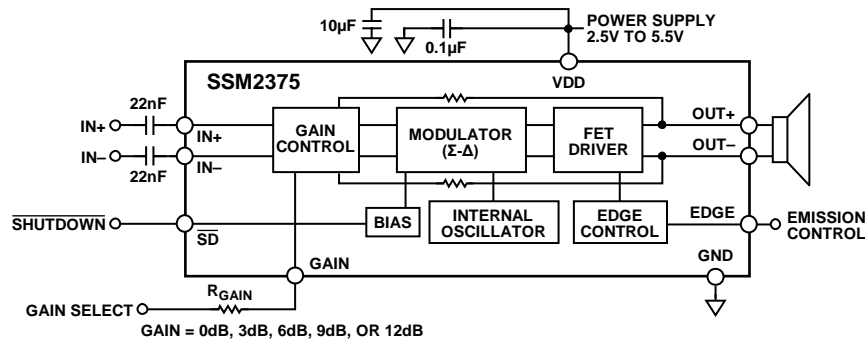 10µF
0.1µF
POWER SUPPLY
2.5V TO 5.5V
SSM2375
VDD
22nF
IN+
IN+
IN–
IN–
22nF
GAIN
CONTROL
MODULATOR
(Σ-Δ)
FET
DRIVER
OUT+
OUT–
SHUTDOWN
SD
BIAS
INTERNAL
OSCILLATOR
EDGE
CONTROL
EDGE
EMISSION
CONTROL
GAIN
GND
GAIN SELECT
RGAIN
GAIN = 0dB, 3dB, 6dB, 9dB, OR 12dB